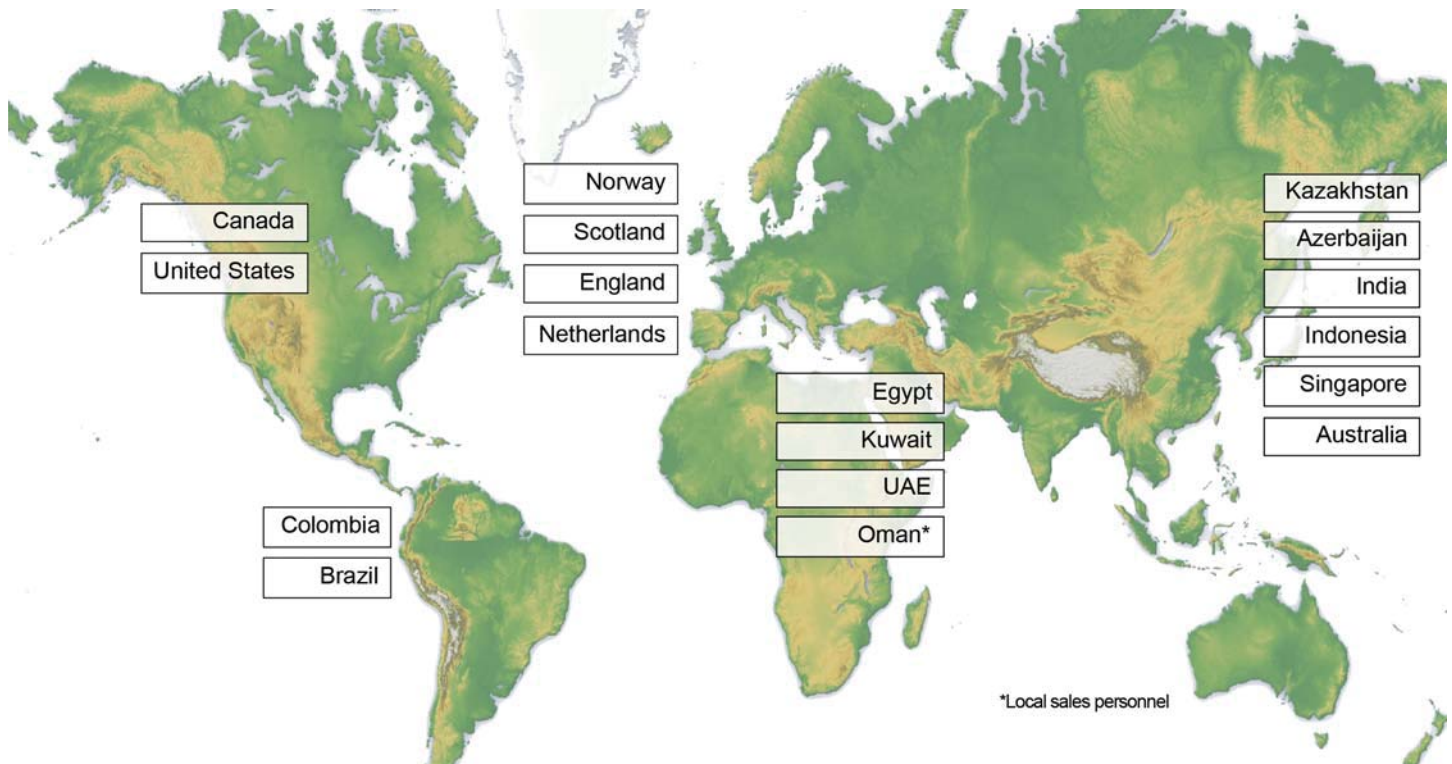 Canada
United States
Norway
Scotland
England
Netherlands
Kazakhstan
Azerbaijan
India
Indonesia
Singapore
Australia
Egypt
Kuwait
UAE
Oman*
Colombia
Brazil
*Local sales personnel